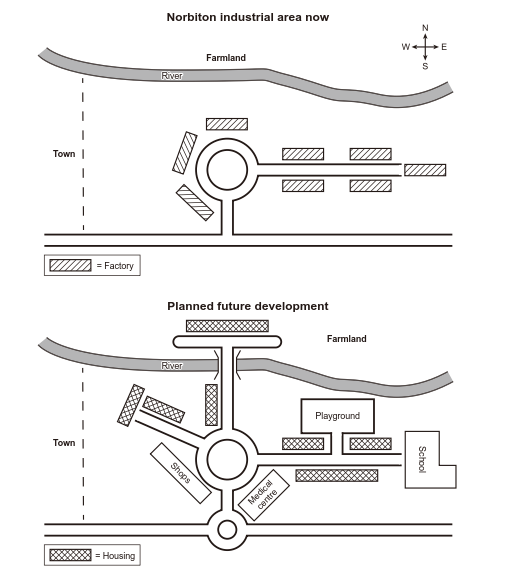 Norbiton industrial area now
N
W E
S
Farmland
River
Town
= Factory
Planned future development
Farmland
River
Playground
Town
School
Shops
Medical
centre
= Housing